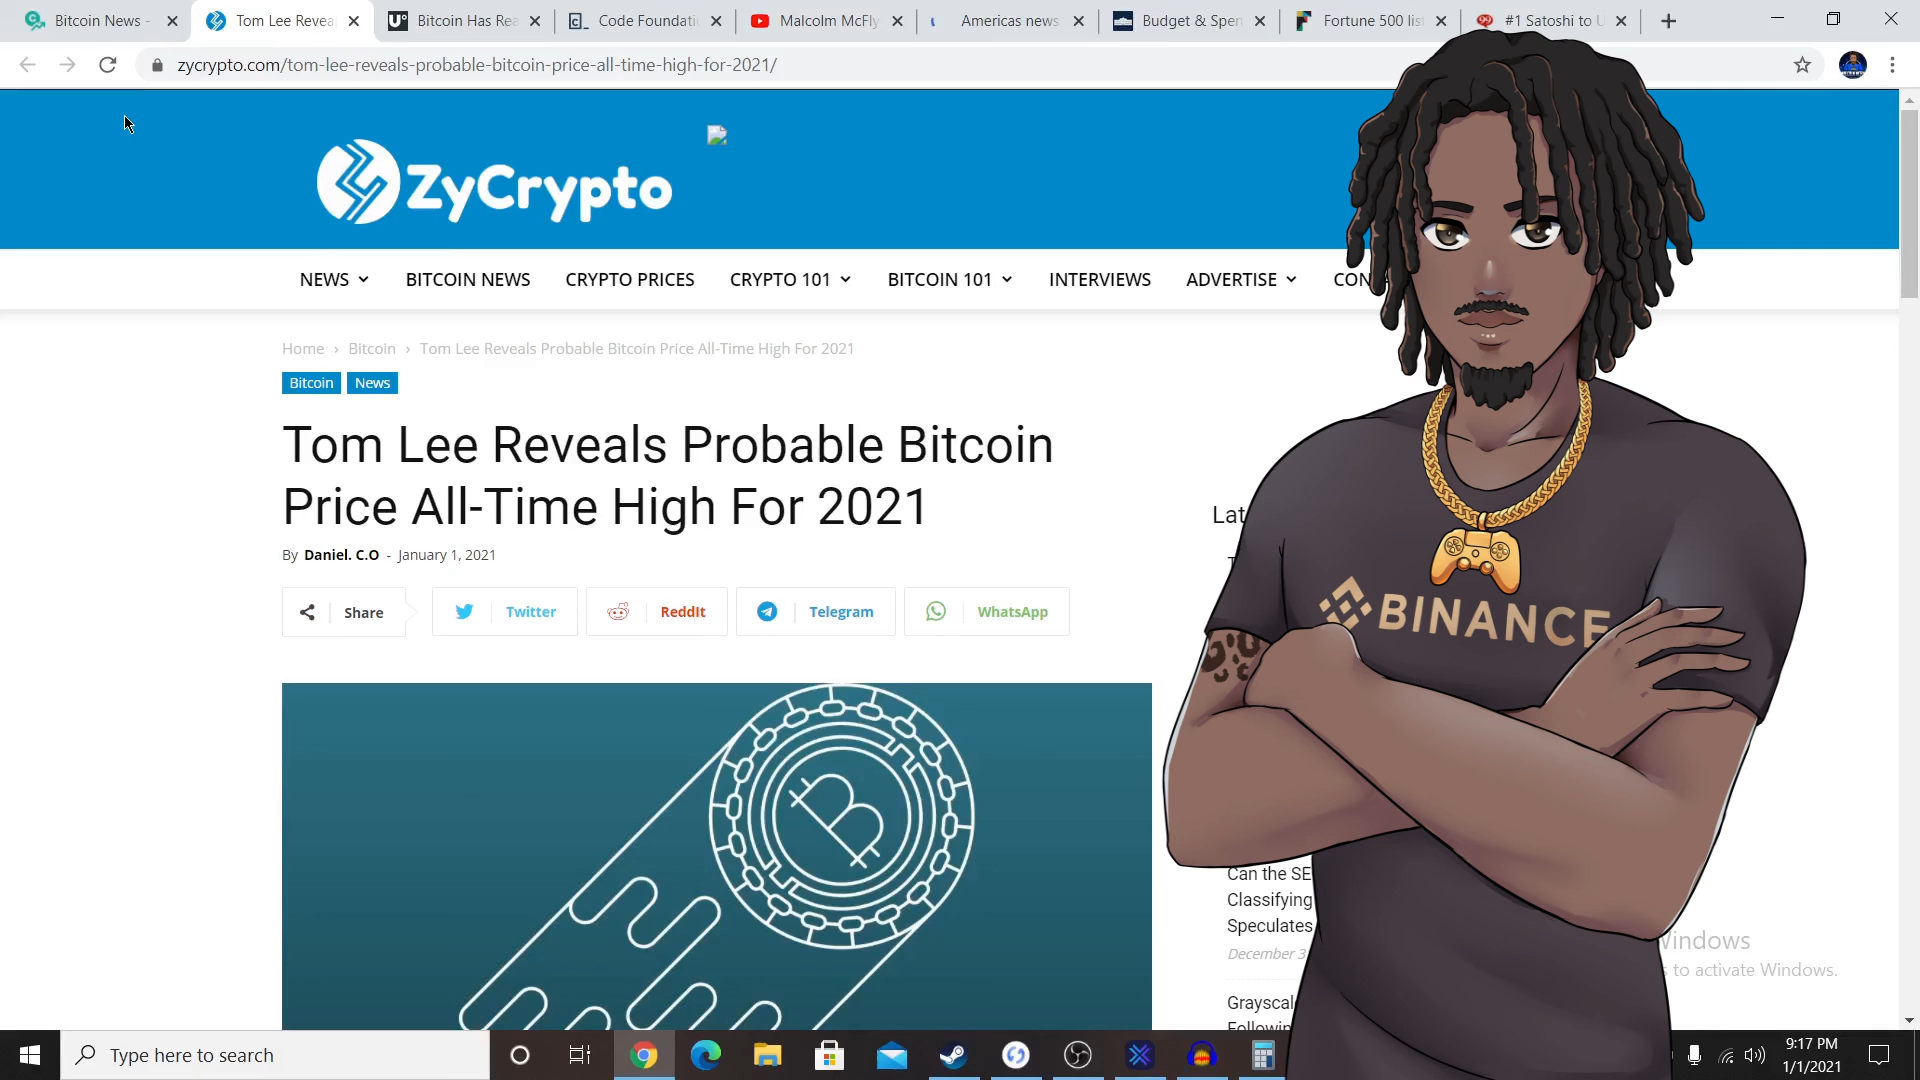 Bitcoin News -
Tom Lee Revea
Bitcoin Has Rea
Code Foundati
Malcolm McFly
Americas news
Budget & Spen
Fortune 500 list
#1 Satoshi to U
zycrypto.com/tom-lee-reveals-probable-bitcoin-price-all-time-high-for-2021/
ZyCrypto
NEWS
BITCOIN NEWS
CRYPTO PRICES
CRYPTO 101
BITCOIN 101
INTERVIEWS
ADVERTISE
CON
Home › Bitcoin › Tom Lee Reveals Probable Bitcoin Price All-Time High For 2021
Bitcoin
News
Tom Lee Reveals Probable Bitcoin
Price All-Time High For 2021
By Daniel. C.O - January 1, 2021
Share
Twitter
ReddIt
Telegram
WhatsApp
Lat
BINANCE
Can the SE
Classifying
Speculates
December 3
Grayscal
Followin
Windows
to activate Windows.
Type here to search
9:17 PM
1/1/2021